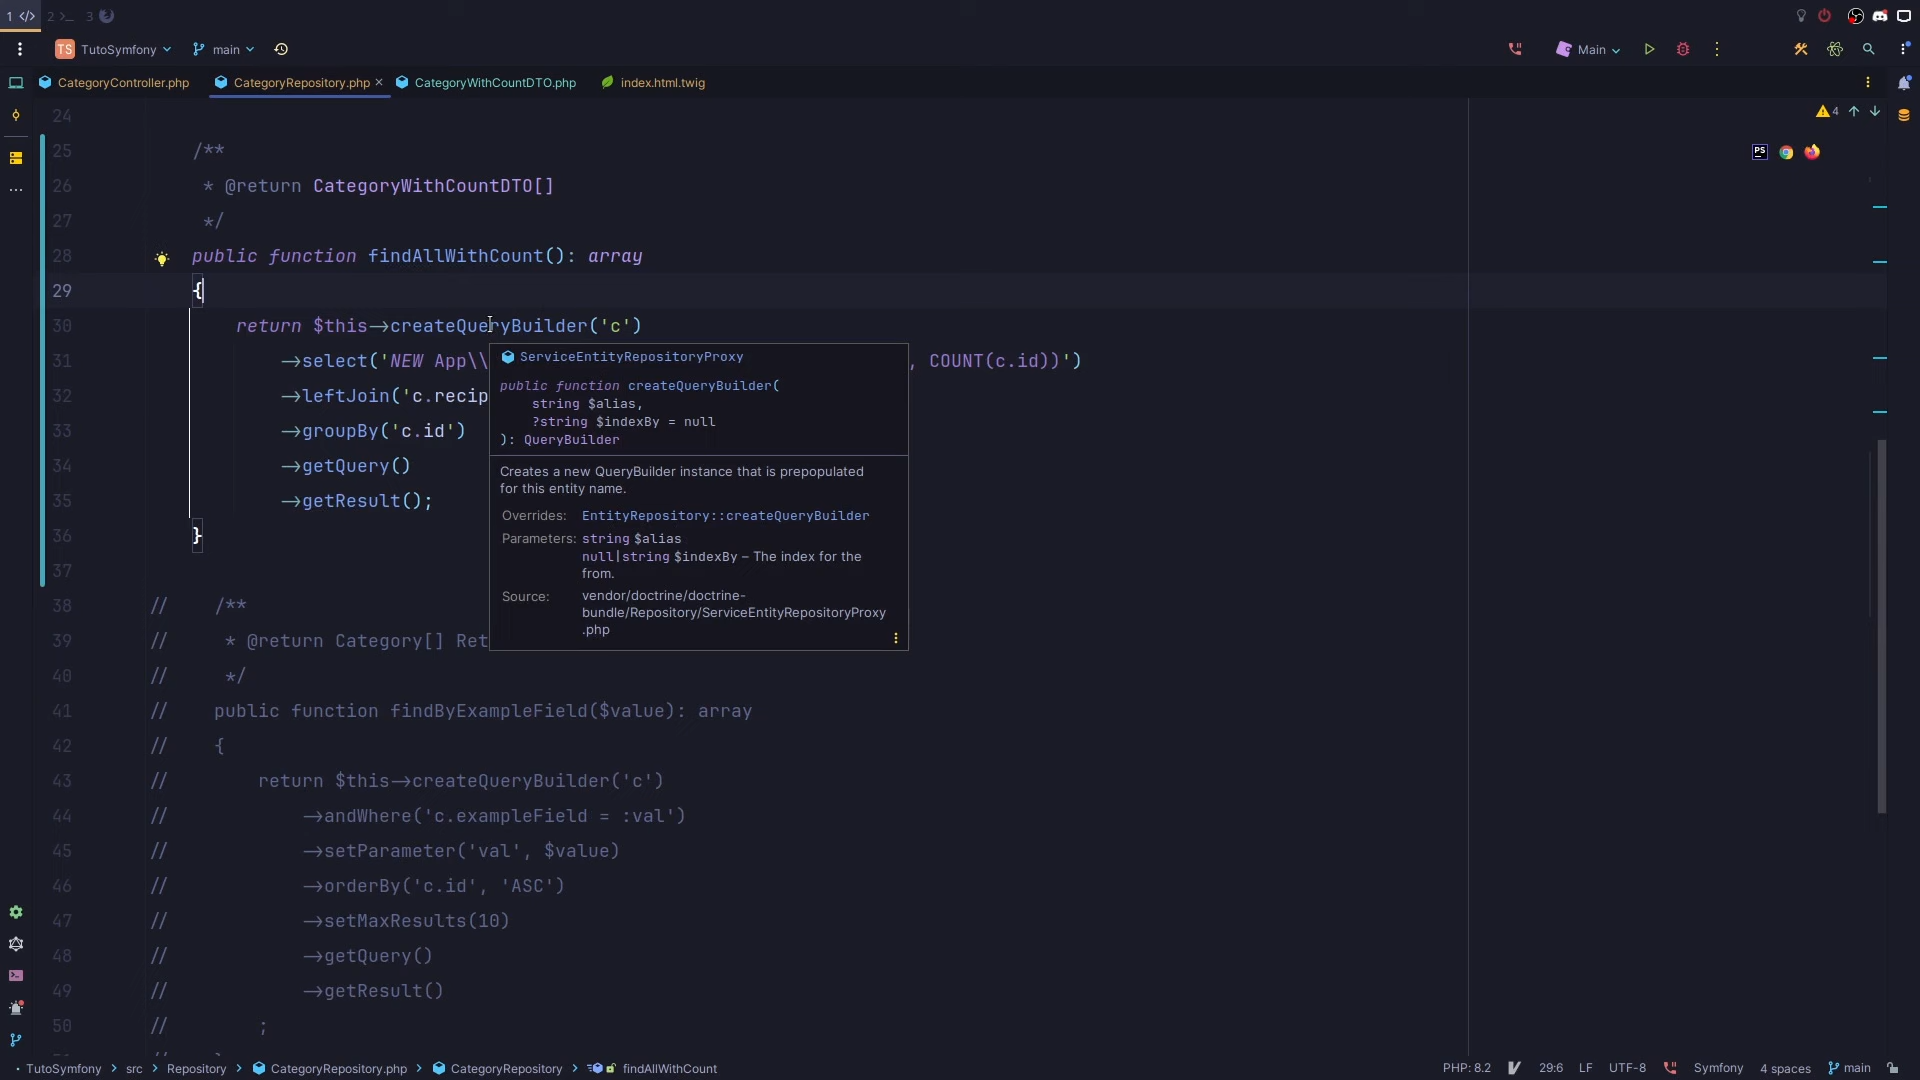 1 </> 2 >_ 3
TS TutoSymfony main Main
CategoryController.php CategoryRepository.php × CategoryWithCountDTO.php index.html.twig
4
24
25 /**
PS
26 * @return CategoryWithCountDTO[]
27 */
28 public function findAllWithCount(): array
29 {
30 return $this->createQueryBuilder('c')
31 ->select('NEW App\\ , COUNT(c.id))')
32 ->leftJoin('c.recip
33 ->groupBy('c.id')
34 ->getQuery()
35 ->getResult();
36 }
37
ServiceEntityRepositoryProxy
public function createQueryBuilder(
string $alias,
?string $indexBy = null
): QueryBuilder
Creates a new QueryBuilder instance that is prepopulated
for this entity name.
Overrides: EntityRepository::createQueryBuilder
Parameters: string $alias
null|string $indexBy – The index for the
from.
Source: vendor/doctrine/doctrine-
bundle/Repository/ServiceEntityRepositoryProxy
.php
38 // /**
39 // * @return Category[] Ret
40 // */
41 // public function findByExampleField($value): array
42 // {
43 // return $this->createQueryBuilder('c')
44 // ->andWhere('c.exampleField = :val')
45 // ->setParameter('val', $value)
46 // ->orderBy('c.id', 'ASC')
47 // ->setMaxResults(10)
48 // ->getQuery()
49 // ->getResult()
50 // ;
TutoSymfony > src > Repository > CategoryRepository.php > CategoryRepository > findAllWithCount PHP: 8.2 29:6 LF UTF-8 Symfony 4 spaces main